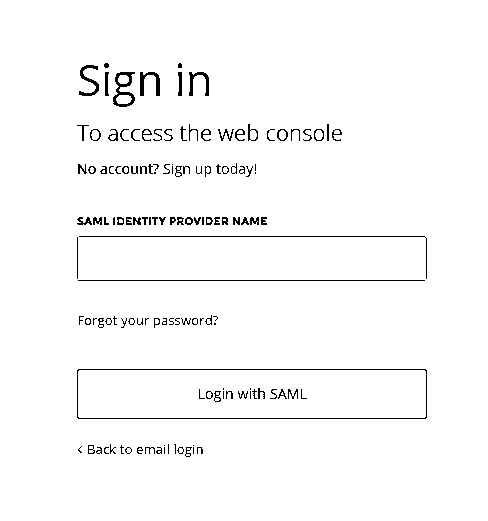 Sign in
To access the web console
No account? Sign up today!
SAML IDENTITY PROVIDER NAME
Forgot your password?
Login with SAML
‹ Back to email login